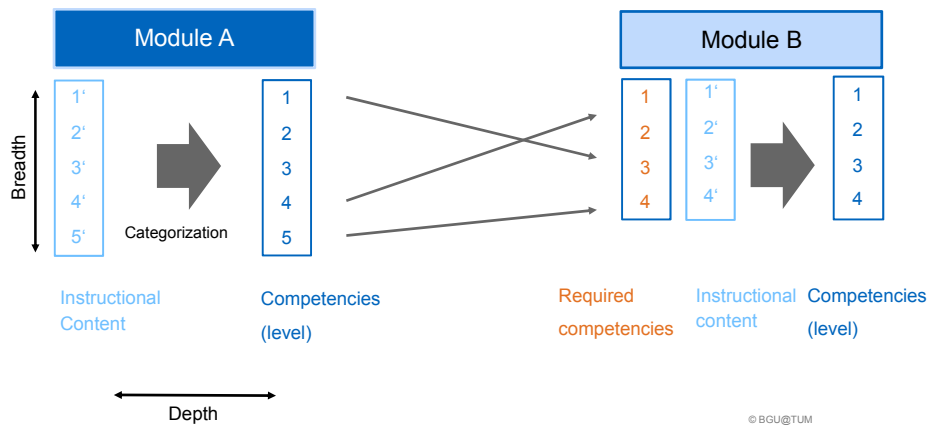 Module A
Module B
Breadth
1‘
2‘
3‘
4‘
5‘
Categorization
1
2
3
4
5
1
2
3
4
1‘
2‘
3‘
4‘
1
2
3
4
Instructional
Content
Competencies
(level)
Required
competencies
Instructional
content
Competencies
(level)
Depth
© BGU@TUM